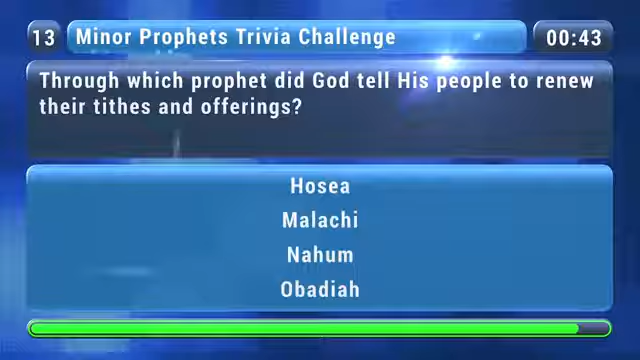 13
Minor Prophets Trivia Challenge
00:43
Through which prophet did God tell His people to renew
their tithes and offerings?
Hosea
Malachi
Nahum
Obadiah